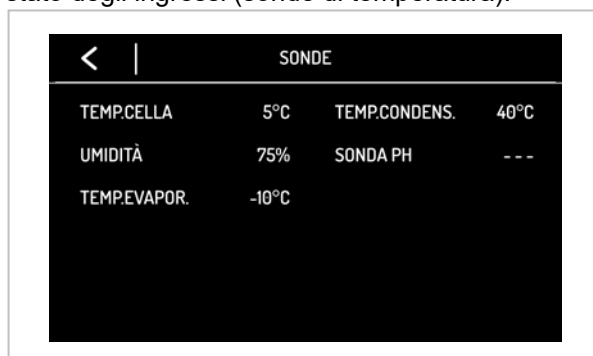 stato degli ingressi (sonde di temperatura).
SONDE
TEMP.CELLA 5°C TEMP.CONDENS. 40°C
UMIDITÀ 75% SONDA PH ---
TEMP.EVAPOR. -10°C